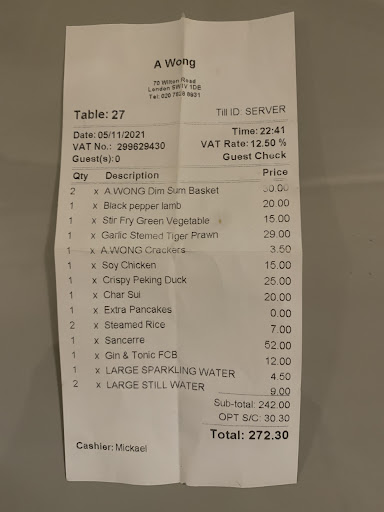 A Wong
70 Wilton Road
London SW1V 1DE
Tel: 020 7828 8931
Table: 27 Till ID: SERVER
Date: 05/11/2021 Time: 22:41
VAT No.: 299629430 VAT Rate: 12.50 %
Guest(s): 0 Guest Check
Qty Description Price
2 x A.WONG Dim Sum Basket 30.00
1 x Black pepper lamb 20.00
1 x Stir Fry Green Vegetable 15.00
1 x Garlic Stemed Tiger Prawn 29.00
1 x A.WONG Crackers 3.50
1 x Soy Chicken 15.00
1 x Crispy Peking Duck 25.00
1 x Char Sui 20.00
1 x Extra Pancakes 0.00
2 x Steamed Rice 7.00
1 x Sancerre 52.00
1 x Gin & Tonic FCB 12.00
1 x LARGE SPARKLING WATER 4.50
2 x LARGE STILL WATER 9.00
Sub-total: 242.00
OPT S/C: 30.30
Total: 272.30
Cashier: Mickael